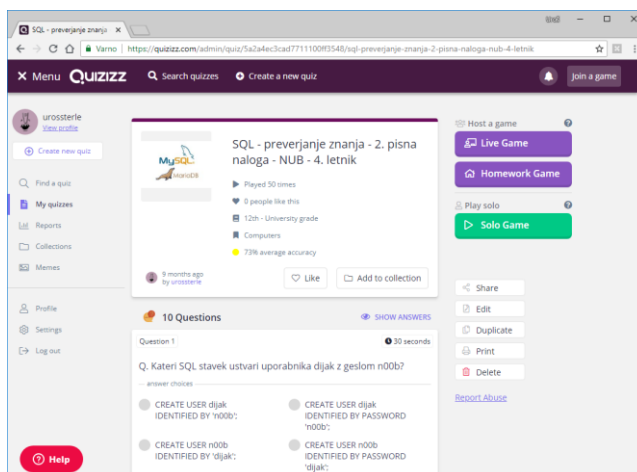 SQL - preverjanje znanja
Varno | https://quizizz.com/admin/quiz/5a2a4ec3cad7711100ff3548/sql-preverjanje-znanja-2-pisna-naloga-nub-4-letnik
Menu QUIZIZZ Search quizzes Create a new quiz Join a game
urossterle
View profile
Create new quiz
Find a quiz
My quizzes
Reports
Collections
Memes
Profile
Settings
Log out
Help
MySQL
MariaDB
SQL - preverjanje znanja - 2. pisna
naloga - NUB - 4. letnik
Played 50 times
0 people like this
12th - University grade
Computers
73% average accuracy
9 months ago
by urossterle
Like
Add to collection
10 Questions
SHOW ANSWERS
Question 1
30 seconds
Q. Kateri SQL stavek ustvari uporabnika dijak z geslom n00b?
answer choices
CREATE USER dijak
IDENTIFIED BY 'n00b';
CREATE USER dijak
IDENTIFIED BY PASSWORD
'n00b';
CREATE USER n00b
IDENTIFIED BY 'dijak';
CREATE USER n00b
IDENTIFIED BY PASSWORD
'dijak';
Host a game
Live Game
Homework Game
Play solo
Solo Game
Share
Edit
Duplicate
Print
Delete
Report Abuse